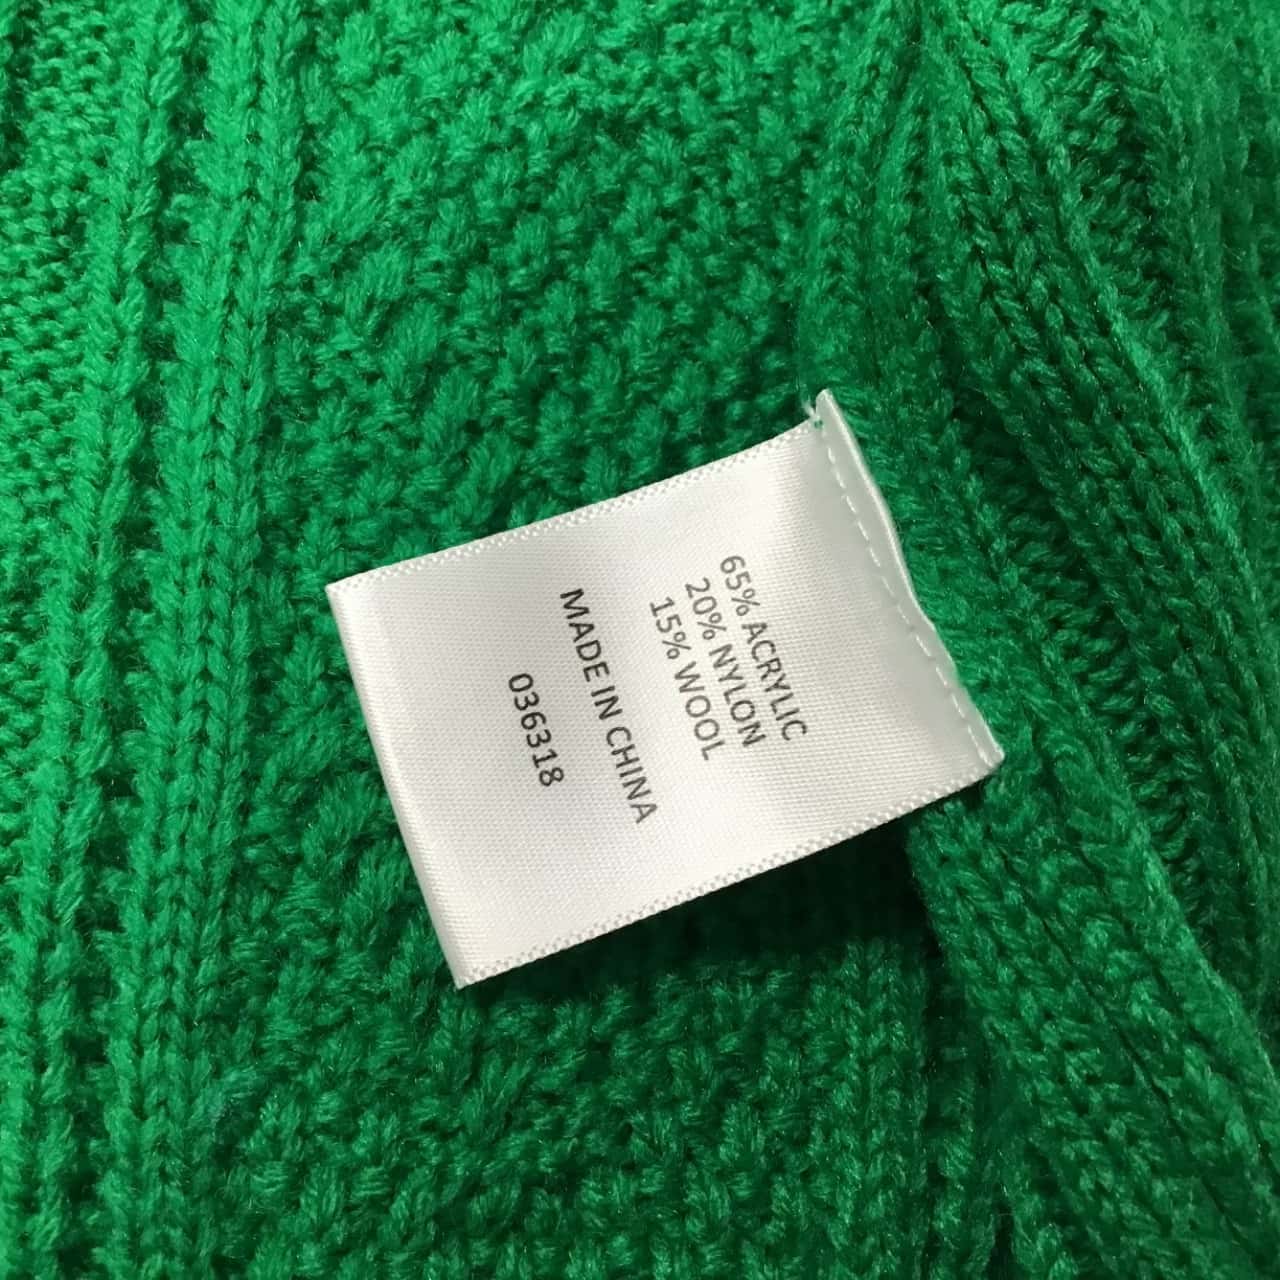 65% ACRYLIC
20% NYLON
15% WOOL
MADE IN CHINA
036318